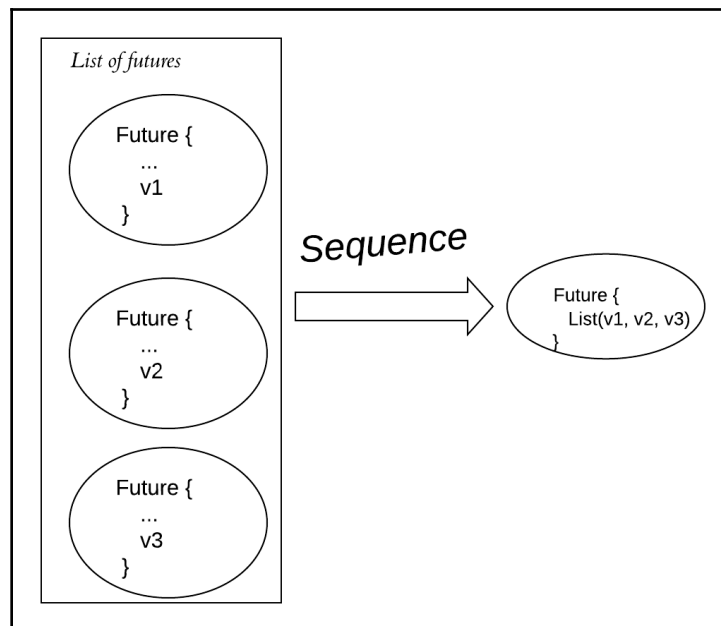 List of futures
Future {
...
v1
}
Future {
...
v2
}
Future {
...
v3
}
Sequence
Future {
List(v1, v2, v3)
}